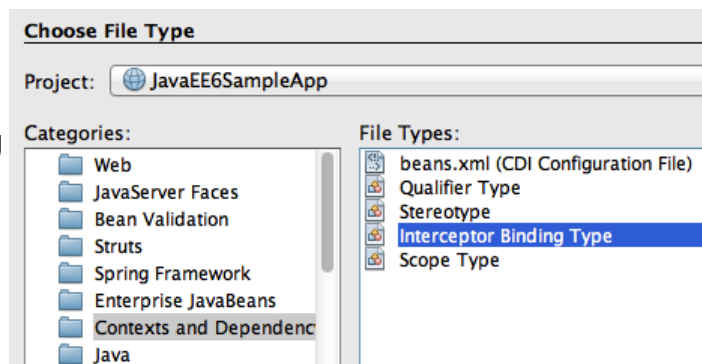 Choose File Type
Project: JavaEE6SampleApp
Categories:
Web
JavaServer Faces
Bean Validation
Struts
Spring Framework
Enterprise JavaBeans
Contexts and Dependenc
Java
File Types:
beans.xml (CDI Configuration File)
Qualifier Type
Stereotype
Interceptor Binding Type
Scope Type